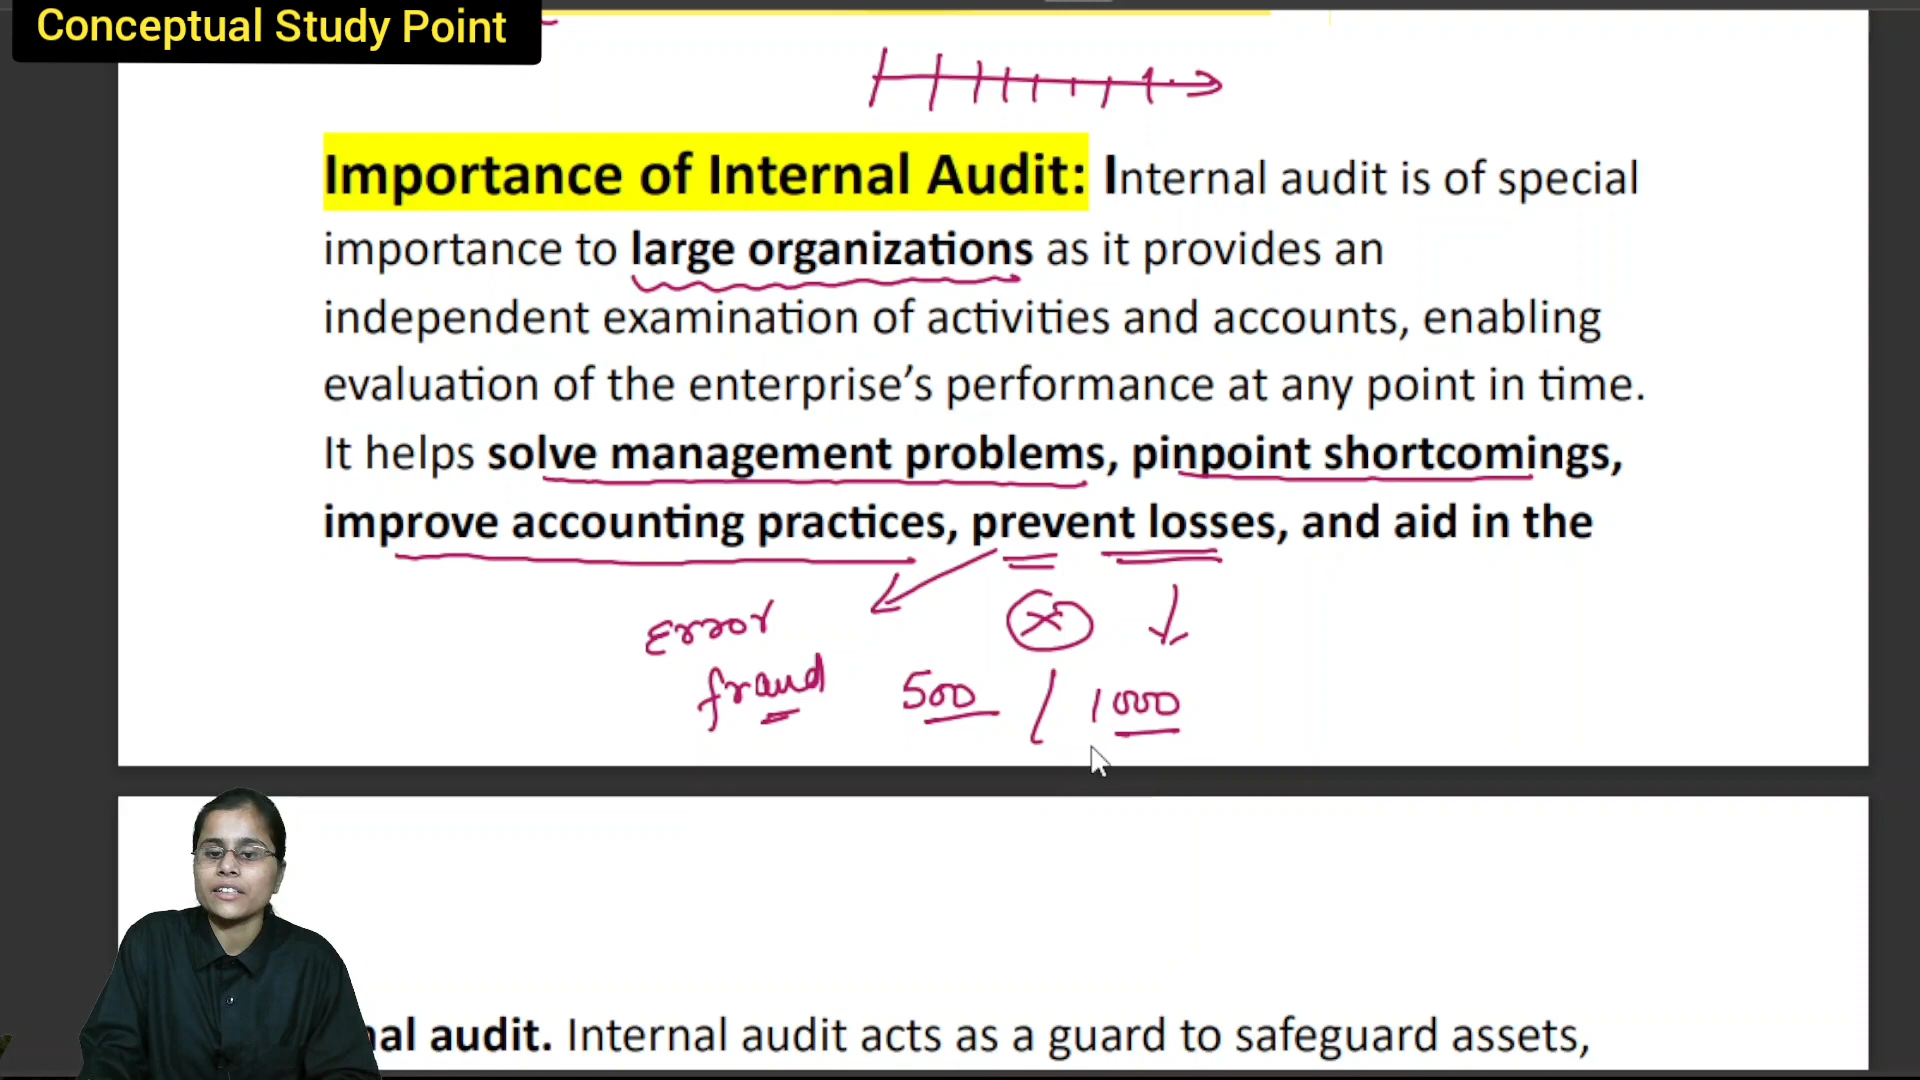 Conceptual Study Point
Importance of Internal Audit: Internal audit is of special
importance to large organizations as it provides an
independent examination of activities and accounts, enabling
evaluation of the enterprise’s performance at any point in time.
It helps solve management problems, pinpoint shortcomings,
improve accounting practices, prevent losses, and aid in the
Error
fraud 500 / 1000
nal audit. Internal audit acts as a guard to safeguard assets,